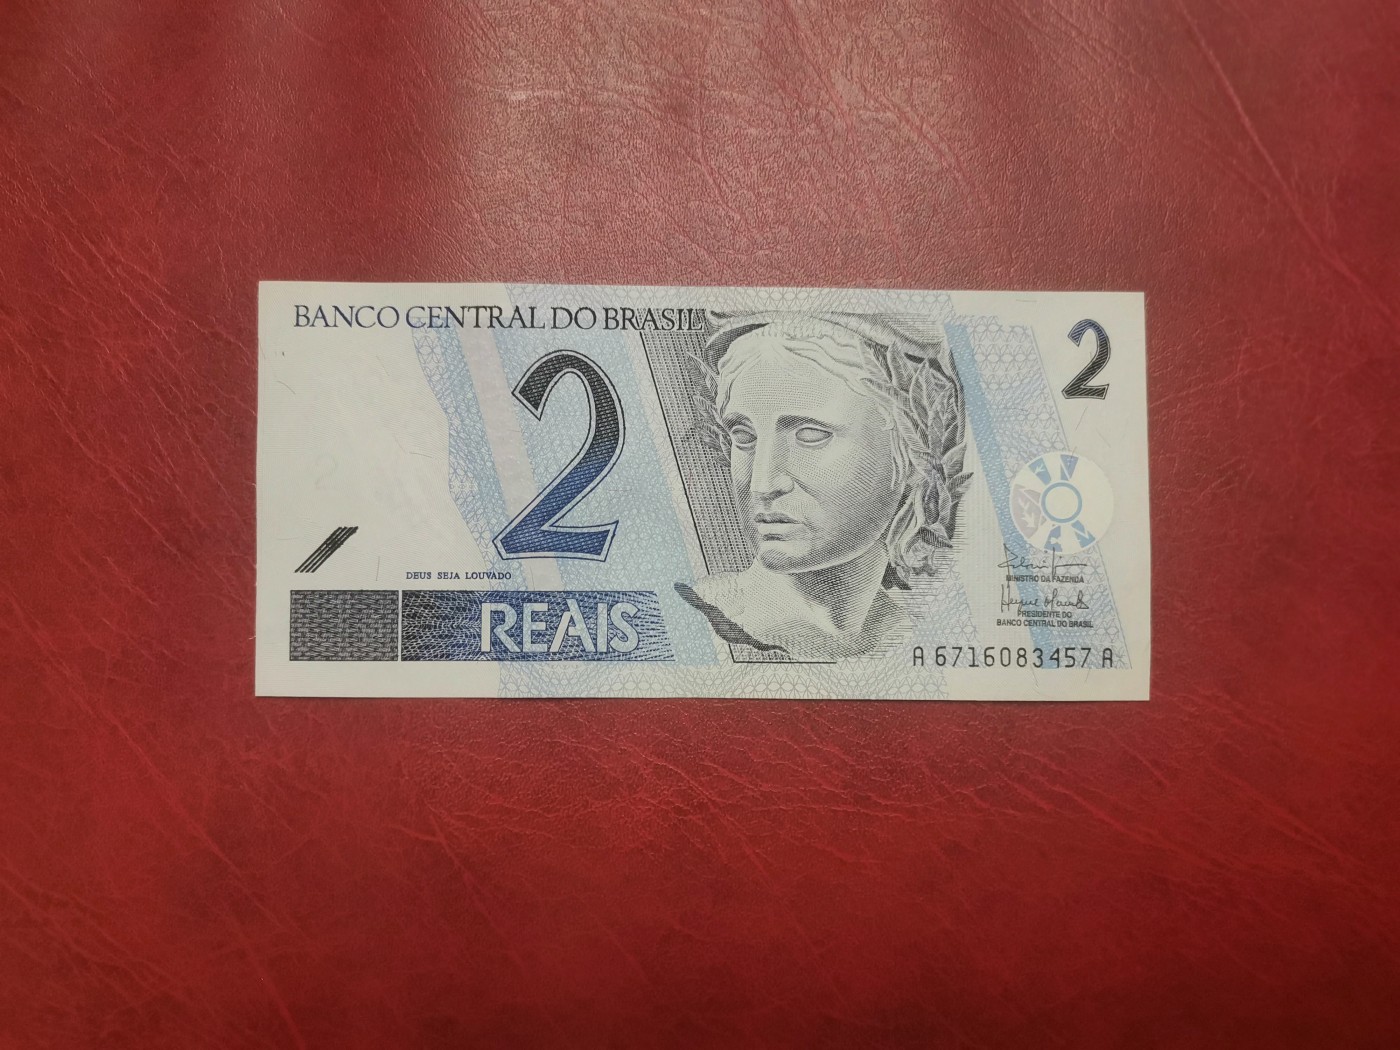 BANCO CENTRAL DO BRASIL
2
2
DEUS SEJA LOUVADO
REAIS
MINISTRO DA FAZENDA
PRESIDENTE DO
BANCO CENTRAL DO BRASIL
A 6716083457 A